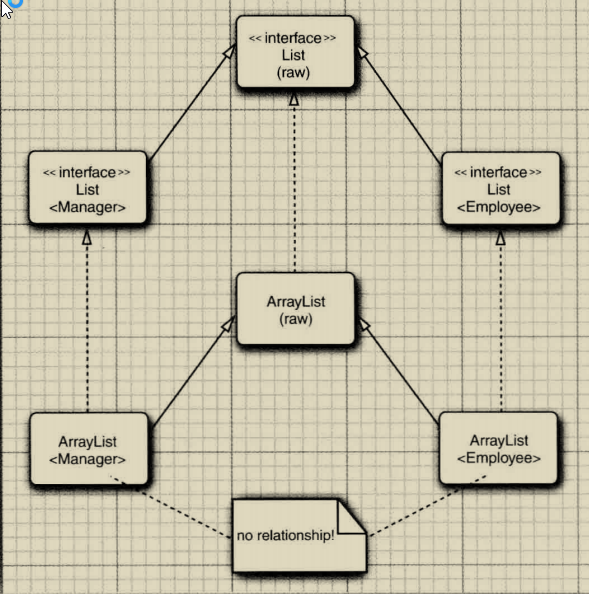 <<interface>>
List
(raw)
<<interface>>
List
<Manager>
<<interface>>
List
<Employee>
ArrayList
(raw)
ArrayList
<Manager>
ArrayList
<Employee>
no relationship!